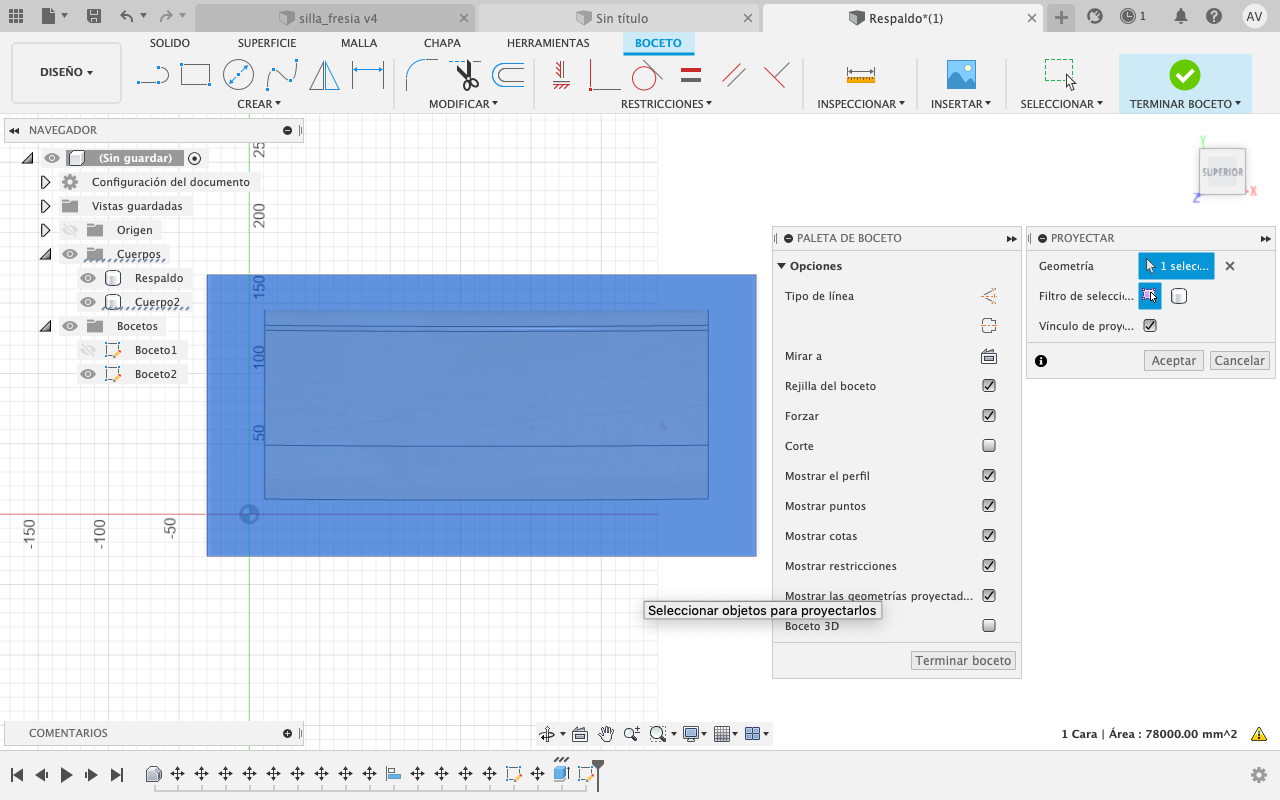 silla_fresia v4
Sin título
Respaldo*(1)
1
AV
SOLIDO
SUPERFICIE
MALLA
CHAPA
HERRAMIENTAS
BOCETO
DISEÑO
CREAR
MODIFICAR
RESTRICCIONES
INSPECCIONAR
INSERTAR
SELECCIONAR
TERMINAR BOCETO
NAVEGADOR
(Sin guardar)
Configuración del documento
Vistas guardadas
Origen
Cuerpos
Respaldo
Cuerpo2
Bocetos
Boceto1
Boceto2
200
150
100
50
-150
-100
-50
Y
SUPERIOR
X
Z
PALETA DE BOCETO
Opciones
Tipo de línea
Mirar a
Rejilla del boceto
Forzar
Corte
Mostrar el perfil
Mostrar puntos
Mostrar cotas
Mostrar restricciones
Mostrar las geometrías proyectad...
Boceto 3D
Terminar boceto
PROYECTAR
Geometría
1 selec...
Filtro de selecci...
Vínculo de proy...
Aceptar
Cancelar
Seleccionar objetos para proyectarlos
COMENTARIOS
1 Cara | Área : 78000.00 mm^2